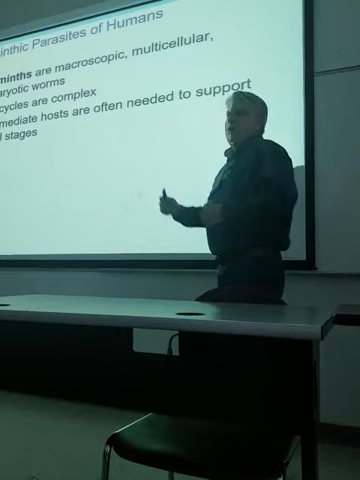 inthic Parasites of Humans
minths are macroscopic, multicellular,
aryotic worms
cycles are complex
mediate hosts are often needed to support
l stages